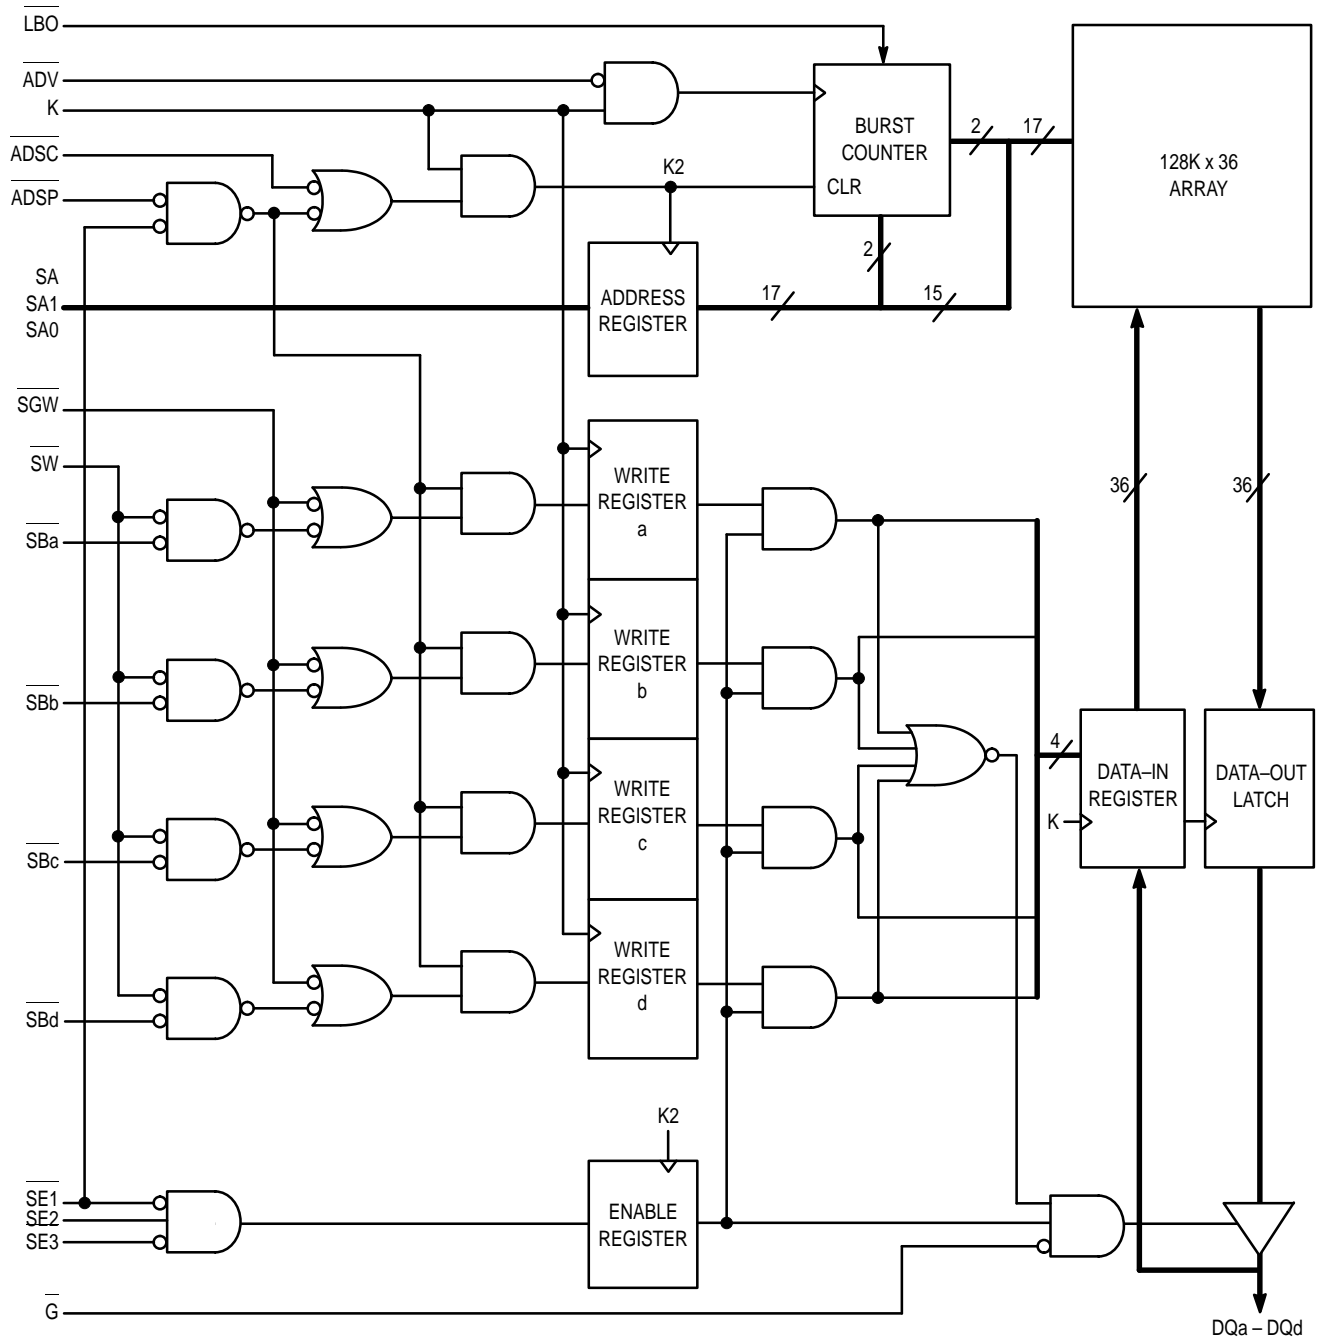 LBO
ADV
K
ADSC
ADSP
SA
SA1
SA0
SGW
SW
SBa
SBb
SBc
SBd
SE1
SE2
SE3
G
K2
BURST
COUNTER
CLR
2
17
128K x 36
ARRAY
2
ADDRESS
REGISTER
17
15
WRITE
REGISTER
a
WRITE
REGISTER
b
WRITE
REGISTER
c
WRITE
REGISTER
d
36
36
4
DATA–IN
REGISTER
K
DATA–OUT
LATCH
K2
ENABLE
REGISTER
DQa – DQd